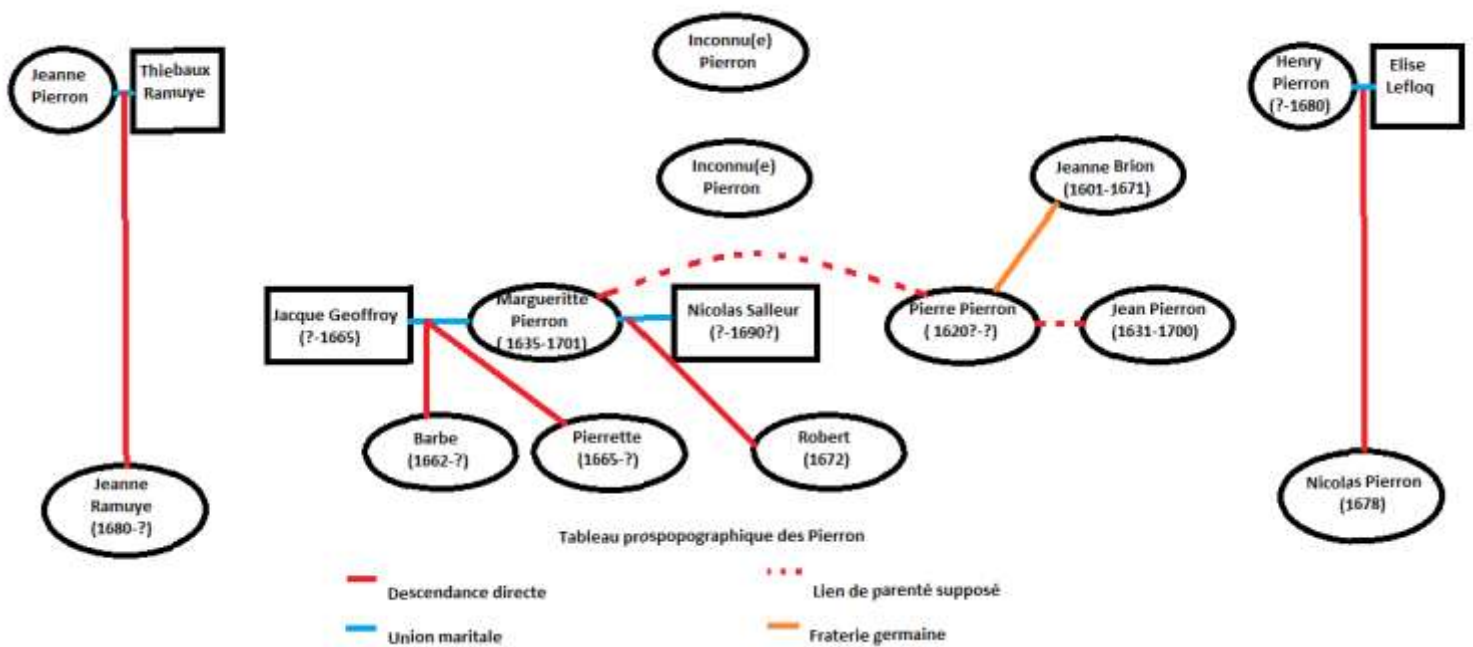 Jeanne
Pierron
Thiebaux
Ramuye
Inconnu(e)
Pierron
Henry
Pierron
(?-1680)
Elise
Lefloq
Inconnu(e)
Pierron
Jeanne Brion
(1601-1671)
Jacque Geoffroy
(?-1665)
Margueritte
Pierron
( 1635-1701)
Nicolas Salleur
(?-1690?)
Pierre Pierron
( 1620?-?)
Jean Pierron
(1631-1700)
Barbe
(1662-?)
Pierrette
(1665-?)
Robert
(1672)
Jeanne
Ramuye
(1680-?)
Nicolas Pierron
(1678)
Tableau prospopographique des Pierron
Descendance directe
Lien de parenté supposé
Union maritale
Fraterie germaine